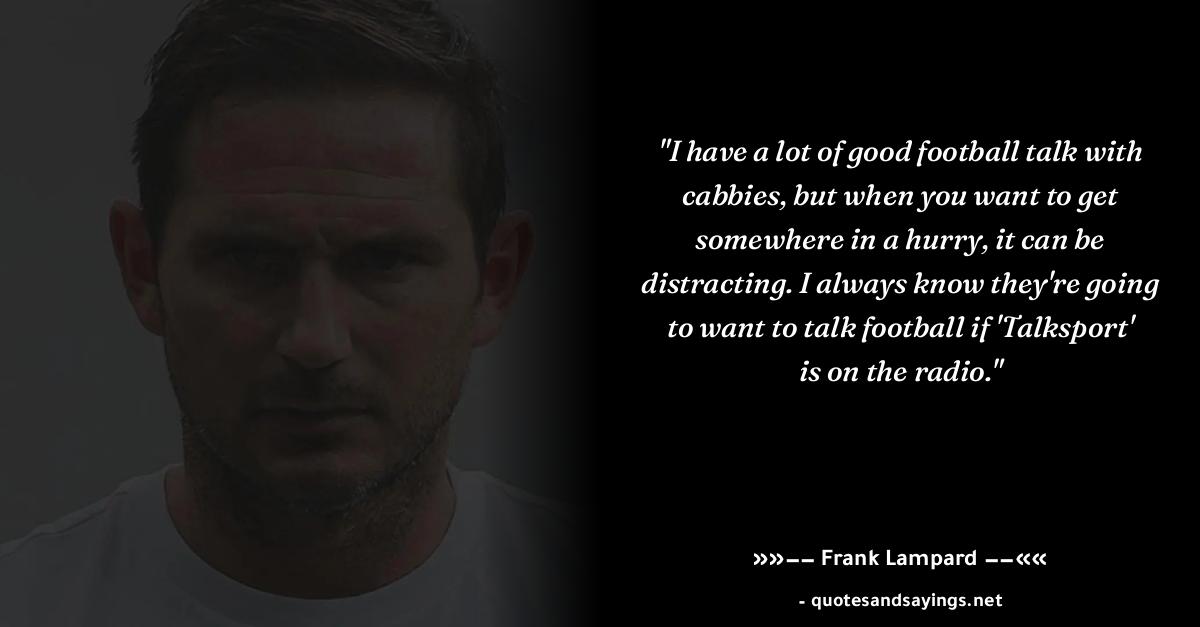 "I have a lot of good football talk with
cabbies, but when you want to get
somewhere in a hurry, it can be
distracting. I always know they're going
to want to talk football if 'Talksport'
is on the radio."
»»–– Frank Lampard ––««
- quotesandsayings.net